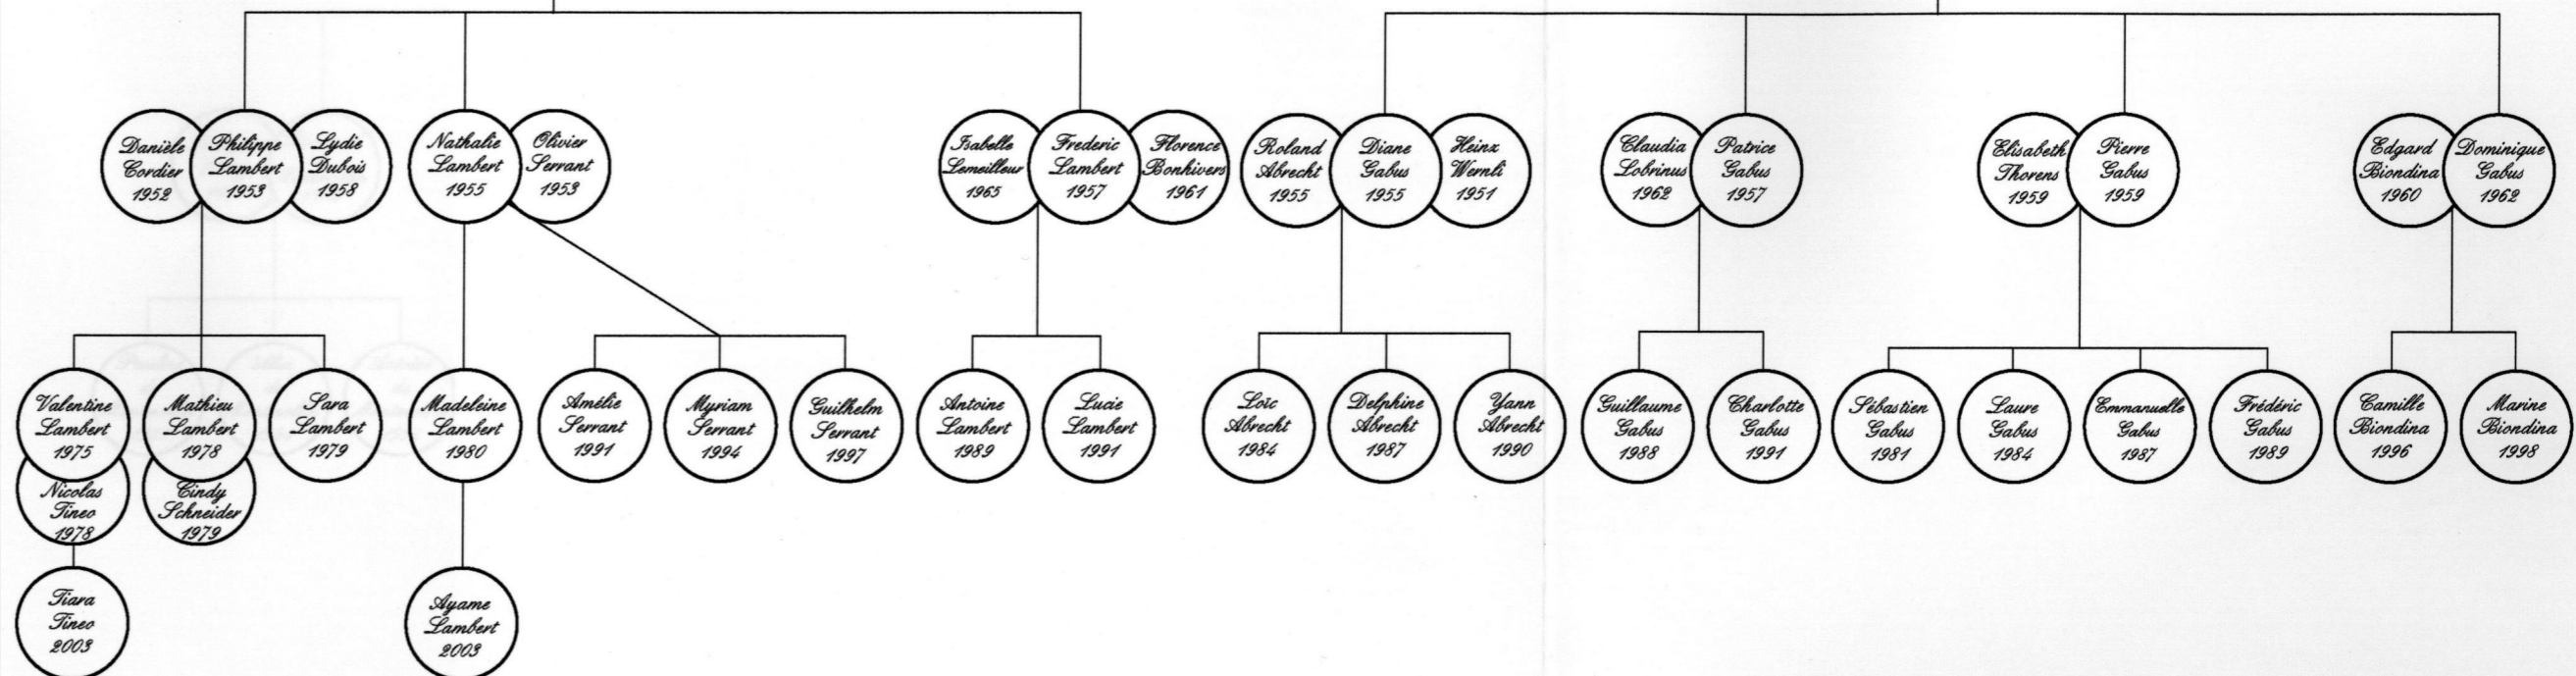 Danièle
Cordier
1952
Philippe
Lambert
1953
Lydie
Dubois
1958
Nathalie
Lambert
1955
Olivier
Serrant
1953
Isabelle
Lemeilleur
1965
Frederic
Lambert
1957
Florence
Bonhivers
1961
Roland
Abrecht
1955
Diane
Gabus
1955
Heinz
Wernli
1951
Claudia
Lobrinus
1962
Patrice
Gabus
1957
Elisabeth
Thorens
1959
Pierre
Gabus
1959
Edgard
Biondina
1960
Dominique
Gabus
1962
Valentine
Lambert
1975
Nicolas
Tineo
1978
Mathieu
Lambert
1978
Cindy
Schneider
1979
Sara
Lambert
1979
Madeleine
Lambert
1980
Amélie
Serrant
1991
Myriam
Serrant
1994
Guilhelm
Serrant
1997
Antoine
Lambert
1989
Lucie
Lambert
1991
Loïc
Abrecht
1984
Delphine
Abrecht
1987
Yann
Abrecht
1990
Guillaume
Gabus
1988
Charlotte
Gabus
1991
Sébastien
Gabus
1981
Laure
Gabus
1984
Emmanuelle
Gabus
1987
Frédéric
Gabus
1989
Camille
Biondina
1996
Marine
Biondina
1998
Tiara
Tineo
2003
Ayame
Lambert
2003